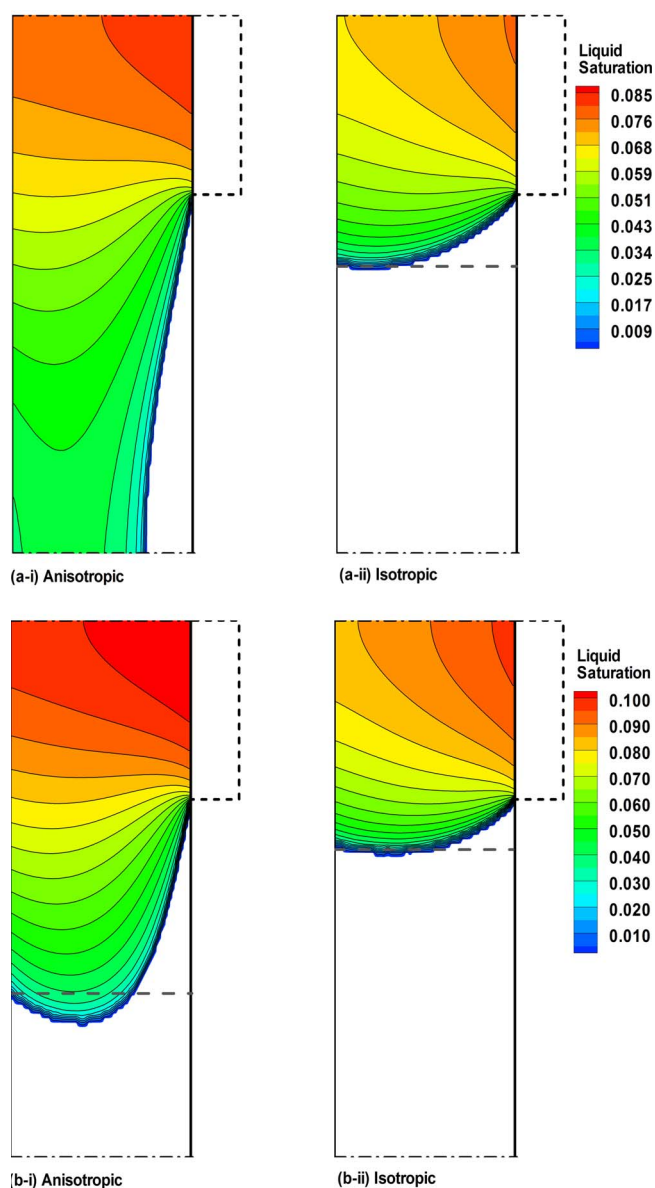 Liquid
Saturation
0.085
0.076
0.068
0.059
0.051
0.043
0.034
0.025
0.017
0.009
(a-i) Anisotropic
(a-ii) Isotropic
Liquid
Saturation
0.100
0.090
0.080
0.070
0.060
0.050
0.040
0.030
0.020
0.010
(b-i) Anisotropic
(b-ii) Isotropic